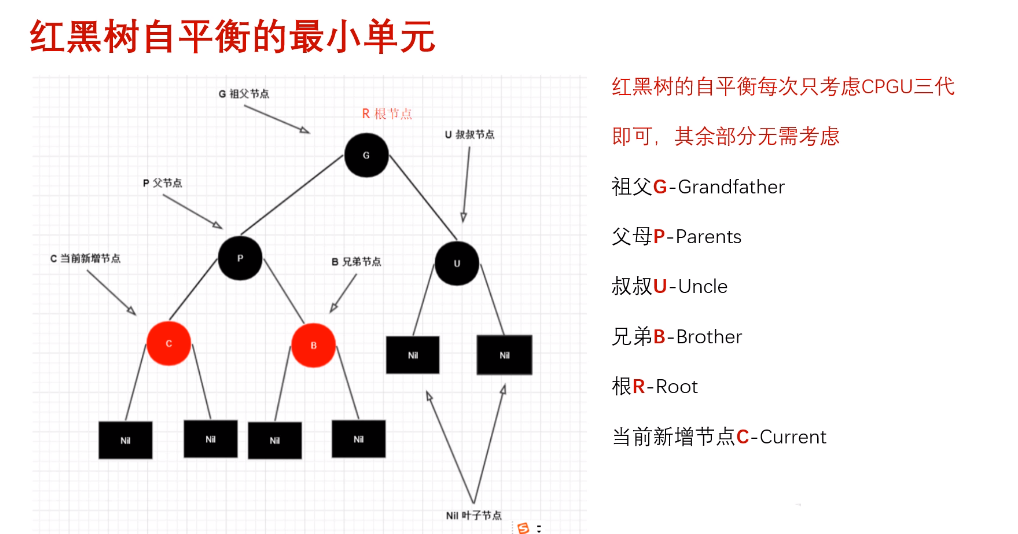 红黑树自平衡的最小单元
G 祖父节点
R 根节点
U 叔叔节点
G
P 父节点
P
U
C 当前新增节点
B 兄弟节点
C
B
Nil
Nil
Nil
Nil
Nil
Nil
Nil 叶子节点
红黑树的自平衡每次只考虑CPGU三代
即可，其余部分无需考虑
祖父G-Grandfather
父母P-Parents
叔叔U-Uncle
兄弟B-Brother
根R-Root
当前新增节点C-Current